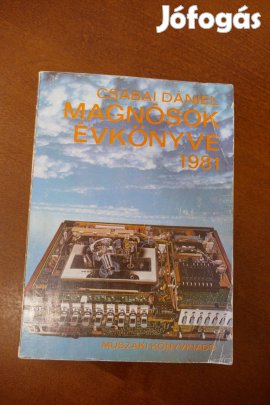 Jófogás
CSABAI DÁNIEL
MAGNÓSOK
ÉVKÖNYVE
1981
MŰSZAKI KÖNYVKIADÓ